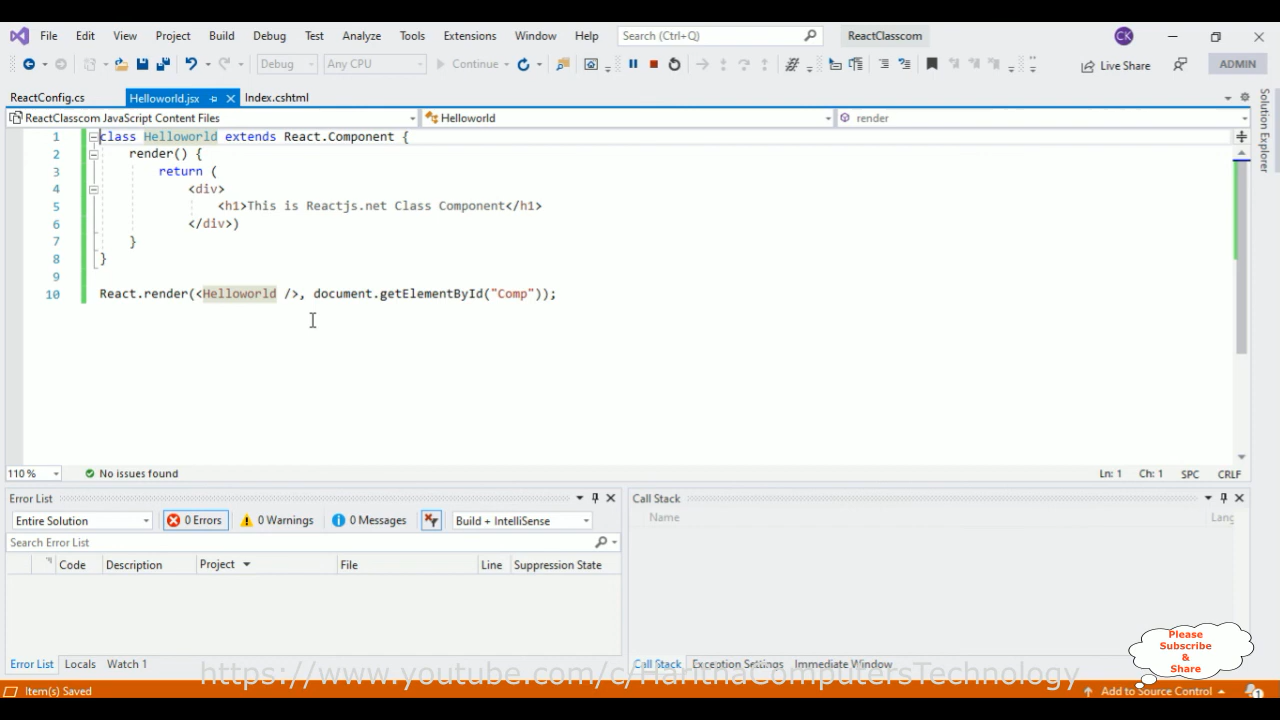 File Edit View Project Build Debug Test Analyze Tools Extensions Window Help Search (Ctrl+Q) ReactClasscom CK
Debug Any CPU Continue Live Share ADMIN
ReactConfig.cs Helloworld.jsx Index.cshtml
ReactClasscom JavaScript Content Files Helloworld render
Solution Explorer
1 class Helloworld extends React.Component {
2 render() {
3 return (
4 <div>
5 <h1>This is Reactjs.net Class Component</h1>
6 </div>)
7 }
8 }
9
10 React.render(<Helloworld />, document.getElementById("Comp"));
110 % No issues found Ln: 1 Ch: 1 SPC CRLF
Error List Call Stack
Entire Solution 0 Errors 0 Warnings 0 Messages Build + IntelliSense
Name Lang
Search Error List
Code Description Project File Line Suppression State
Please
Subscribe
&
Share
Error List Locals Watch 1 Call Stack Exception Settings Immediate Window
https://www.youtube.com/c/HarithaComputersTechnology
Item(s) Saved Add to Source Control 1